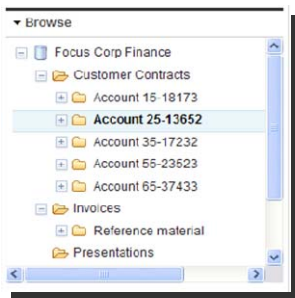 Browse
Focus Corp Finance
Customer Contracts
Account 15-18173
Account 25-13652
Account 35-17232
Account 55-23523
Account 65-37433
Invoices
Reference material
Presentations